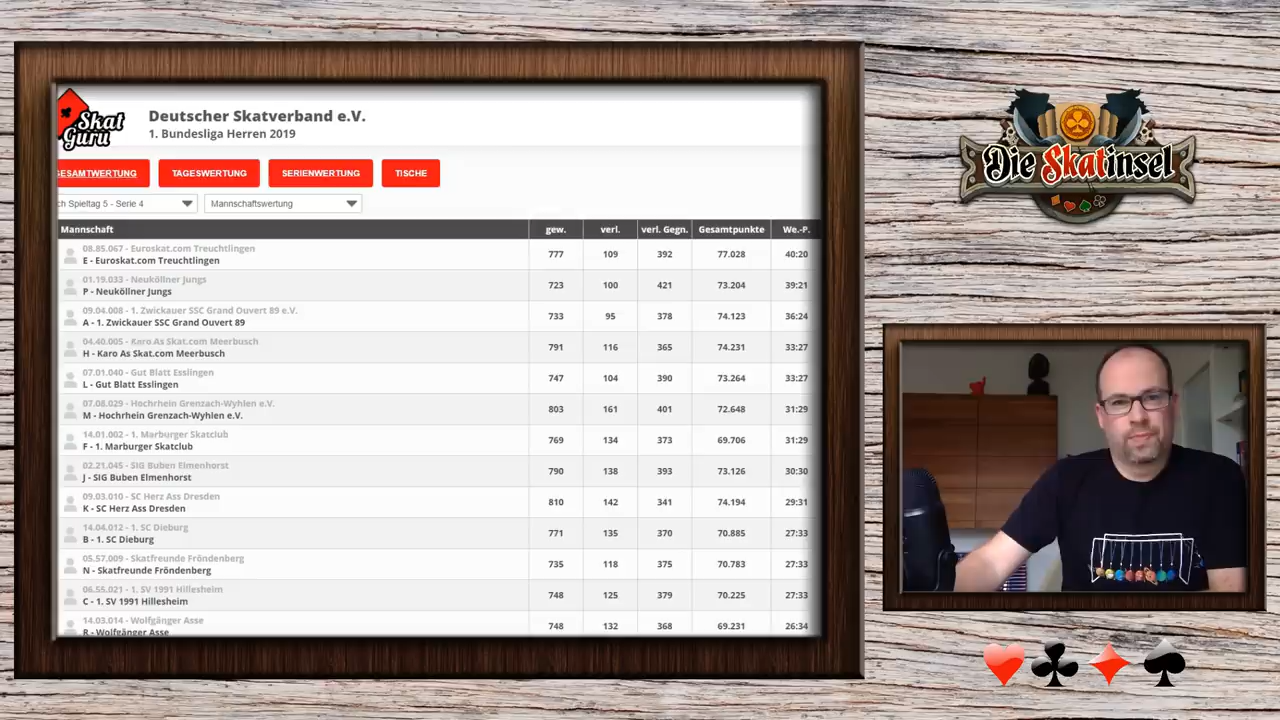 Skat
Guru
Deutscher Skatverband e.V.
1. Bundesliga Herren 2019
GESAMTWERTUNG TAGESWERTUNG SERIENWERTUNG TISCHE
ch Spieltag 5 - Serie 4 Mannschaftswertung
Mannschaft gew. verl. verl. Gegn. Gesamtpunkte We.-P.
08.85.067 - Euroskat.com Treuchtlingen
E - Euroskat.com Treuchtlingen 777 109 392 77.028 40:20
01.19.033 - Neuköllner Jungs
P - Neuköllner Jungs 723 100 421 73.204 39:21
09.04.008 - 1. Zwickauer SSC Grand Ouvert 89 e.V.
A - 1. Zwickauer SSC Grand Ouvert 89 733 95 378 74.123 36:24
04.40.005 - Karo As Skat.com Meerbusch
H - Karo As Skat.com Meerbusch 791 116 365 74.231 33:27
07.01.040 - Gut Blatt Esslingen
L - Gut Blatt Esslingen 747 104 390 73.264 33:27
07.08.029 - Hochrhein Grenzach-Wyhlen e.V.
M - Hochrhein Grenzach-Wyhlen e.V. 803 161 401 72.648 31:29
14.01.002 - 1. Marburger Skatclub
F - 1. Marburger Skatclub 769 134 373 69.706 31:29
02.21.045 - SIG Buben Elmenhorst
J - SIG Buben Elmenhorst 790 138 393 73.126 30:30
09.03.010 - SC Herz Ass Dresden
K - SC Herz Ass Dresden 810 142 341 74.194 29:31
14.04.012 - 1. SC Dieburg
B - 1. SC Dieburg 771 135 370 70.885 27:33
05.57.009 - Skatfreunde Fröndenberg
N - Skatfreunde Fröndenberg 735 118 375 70.783 27:33
06.55.021 - 1. SV 1991 Hillesheim
C - 1. SV 1991 Hillesheim 748 125 379 70.225 27:33
14.03.014 - Wolfgänger Asse
R - Wolfgänger Asse 748 132 368 69.231 26:34
Die Skatinsel